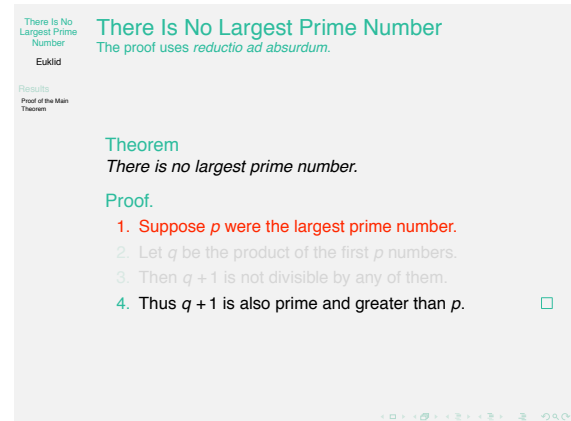 There Is No
Largest Prime
Number
Euklid
Results
Proof of the Main
Theorem
There Is No Largest Prime Number
The proof uses reductio ad absurdum.
Theorem
There is no largest prime number.
Proof.
1. Suppose p were the largest prime number.
2. Let q be the product of the first p numbers.
3. Then q + 1 is not divisible by any of them.
4. Thus q + 1 is also prime and greater than p. □